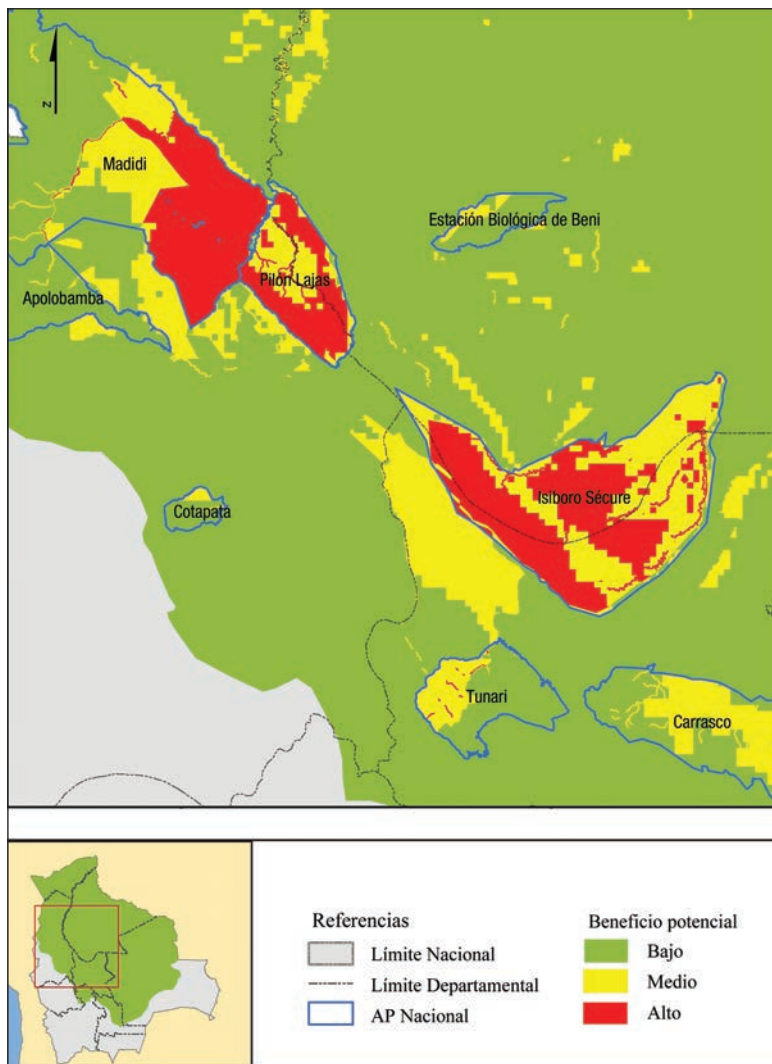 z
Madidi
Estación Biológica de Beni
Pilón Lajas
Apolobamba
Isiboro Sécure
Cotapata
Tunari
Carrasco
Referencias
Límite Nacional
Límite Departamental
AP Nacional
Beneficio potencial
Bajo
Medio
Alto